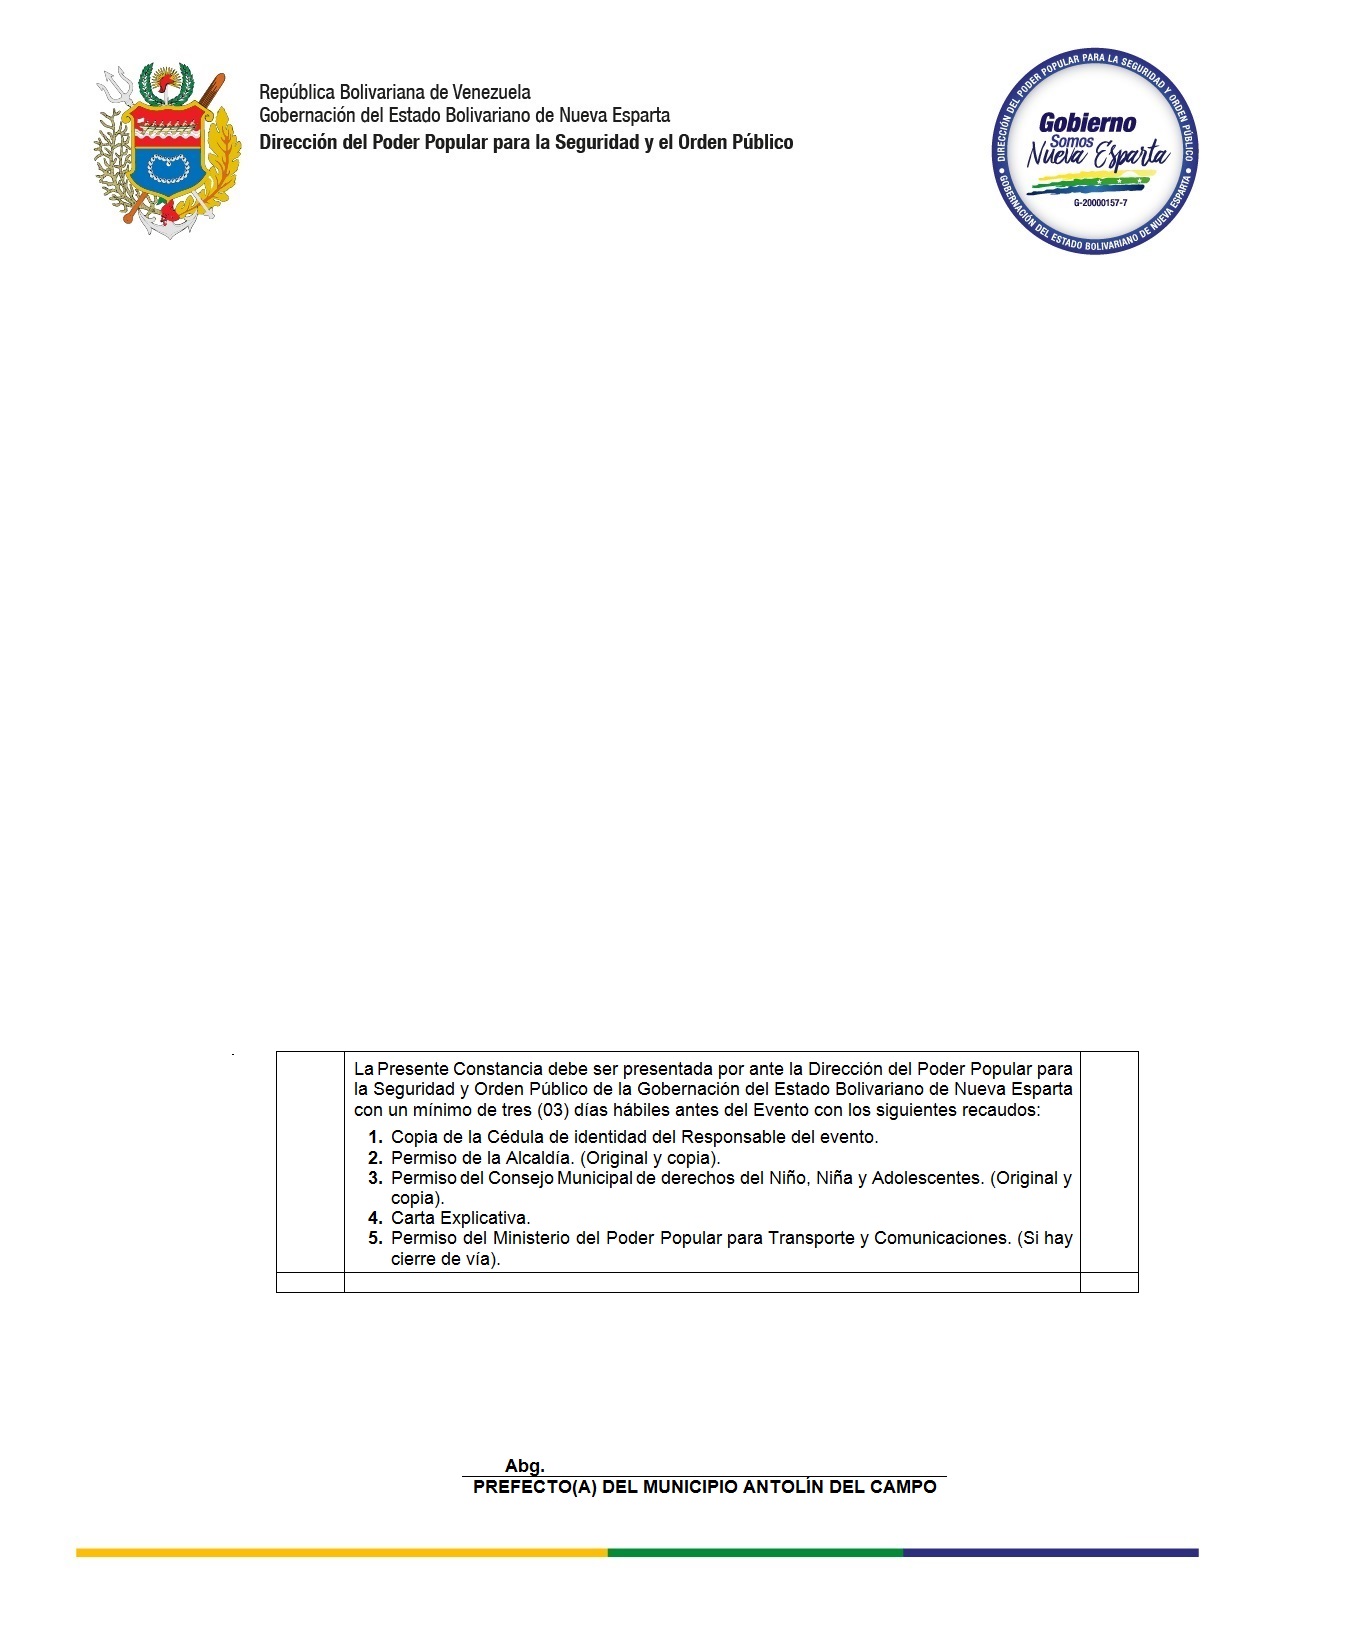 República Bolivariana de Venezuela
Gobernación del Estado Bolivariano de Nueva Esparta
Dirección del Poder Popular para la Seguridad y el Orden Público
DIRECCIÓN DEL PODER POPULAR PARA LA SEGURIDAD Y ORDEN PÚBLICO
Gobierno
Somos
Nueva Esparta
G-20000157-7
GOBERNACIÓN DEL ESTADO BOLIVARIANO DE NUEVA ESPARTA
La Presente Constancia debe ser presentada por ante la Dirección del Poder Popular para
la Seguridad y Orden Público de la Gobernación del Estado Bolivariano de Nueva Esparta
con un mínimo de tres (03) días hábiles antes del Evento con los siguientes recaudos:
1. Copia de la Cédula de identidad del Responsable del evento.
2. Permiso de la Alcaldía. (Original y copia).
3. Permiso del Consejo Municipal de derechos del Niño, Niña y Adolescentes. (Original y
copia).
4. Carta Explicativa.
5. Permiso del Ministerio del Poder Popular para Transporte y Comunicaciones. (Si hay
cierre de vía).
Abg.
PREFECTO(A) DEL MUNICIPIO ANTOLÍN DEL CAMPO